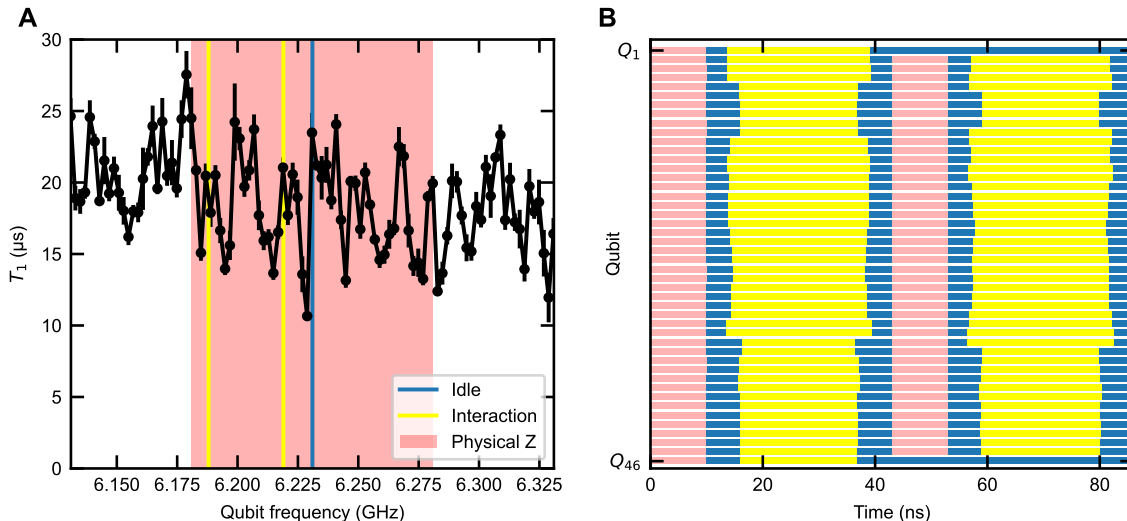 A
30
25
20
15
10
5
0
T₁ (µs)
6.150 6.175 6.200 6.225 6.250 6.275 6.300 6.325
Qubit frequency (GHz)
Idle
Interaction
Physical Z
B
Q₁
Qubit
Q₄₆
0 20 40 60 80
Time (ns)